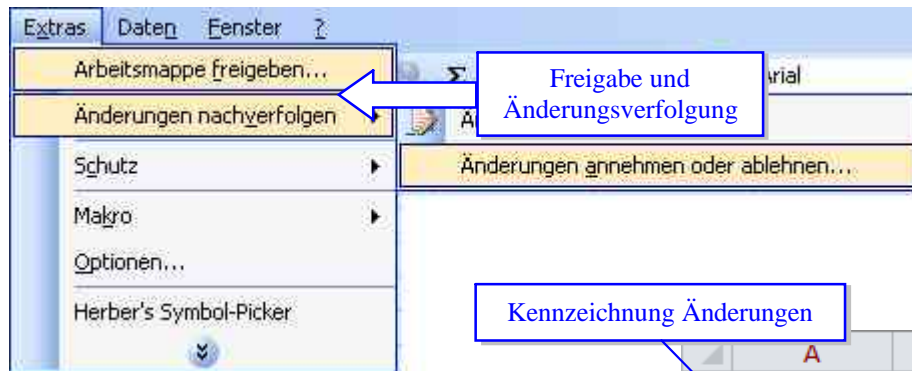 Extras Daten Fenster ?
Arbeitsmappe freigeben...
Σ
Arial
Freigabe und
Änderungsverfolgung
Änderungen nachverfolgen
Schutz
Änderungen annehmen oder ablehnen...
Makro
Optionen...
Herber's Symbol-Picker
Kennzeichnung Änderungen
A